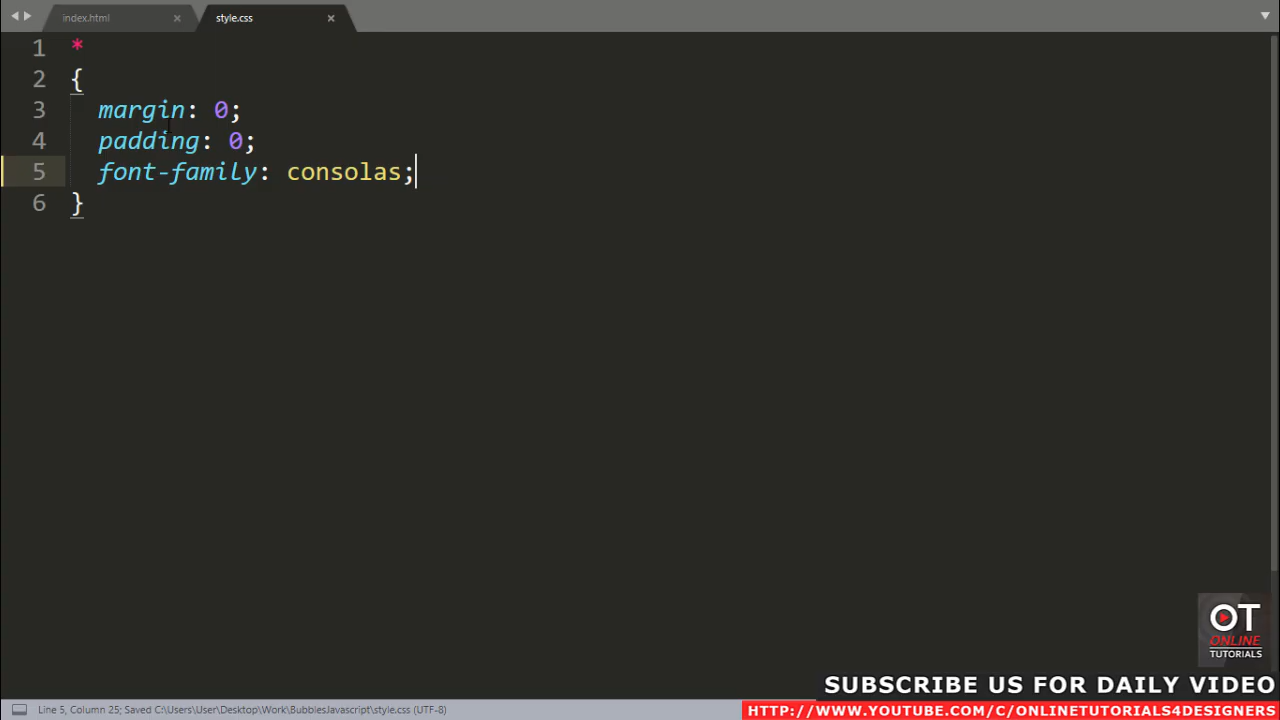 index.html × style.css ×
1 *
2 {
3 margin: 0;
4 padding: 0;
5 font-family: consolas;
6 }
OT
ONLINE
TUTORIALS
SUBSCRIBE US FOR DAILY VIDEO
Line 5, Column 25; Saved C:\Users\User\Desktop\Work\BubblesJavascript\style.css (UTF-8)
HTTP://WWW.YOUTUBE.COM/C/ONLINETUTORIALS4DESIGNERS